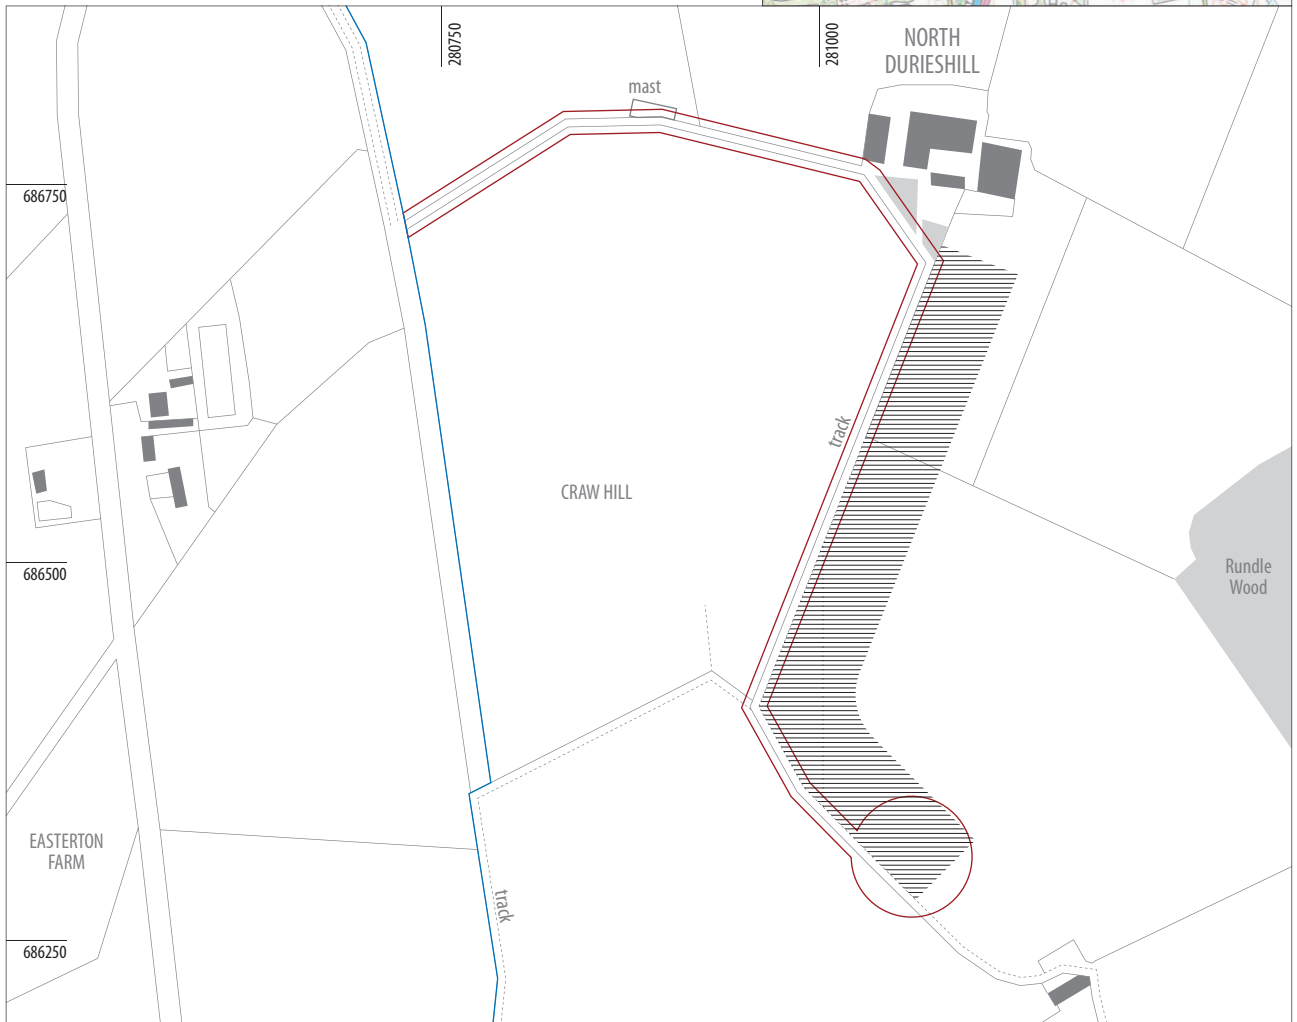 280750
281000
NORTH
DURIESHILL
mast
686750
track
CRAW HILL
686500
Rundle
Wood
EASTERTON
FARM
track
686250